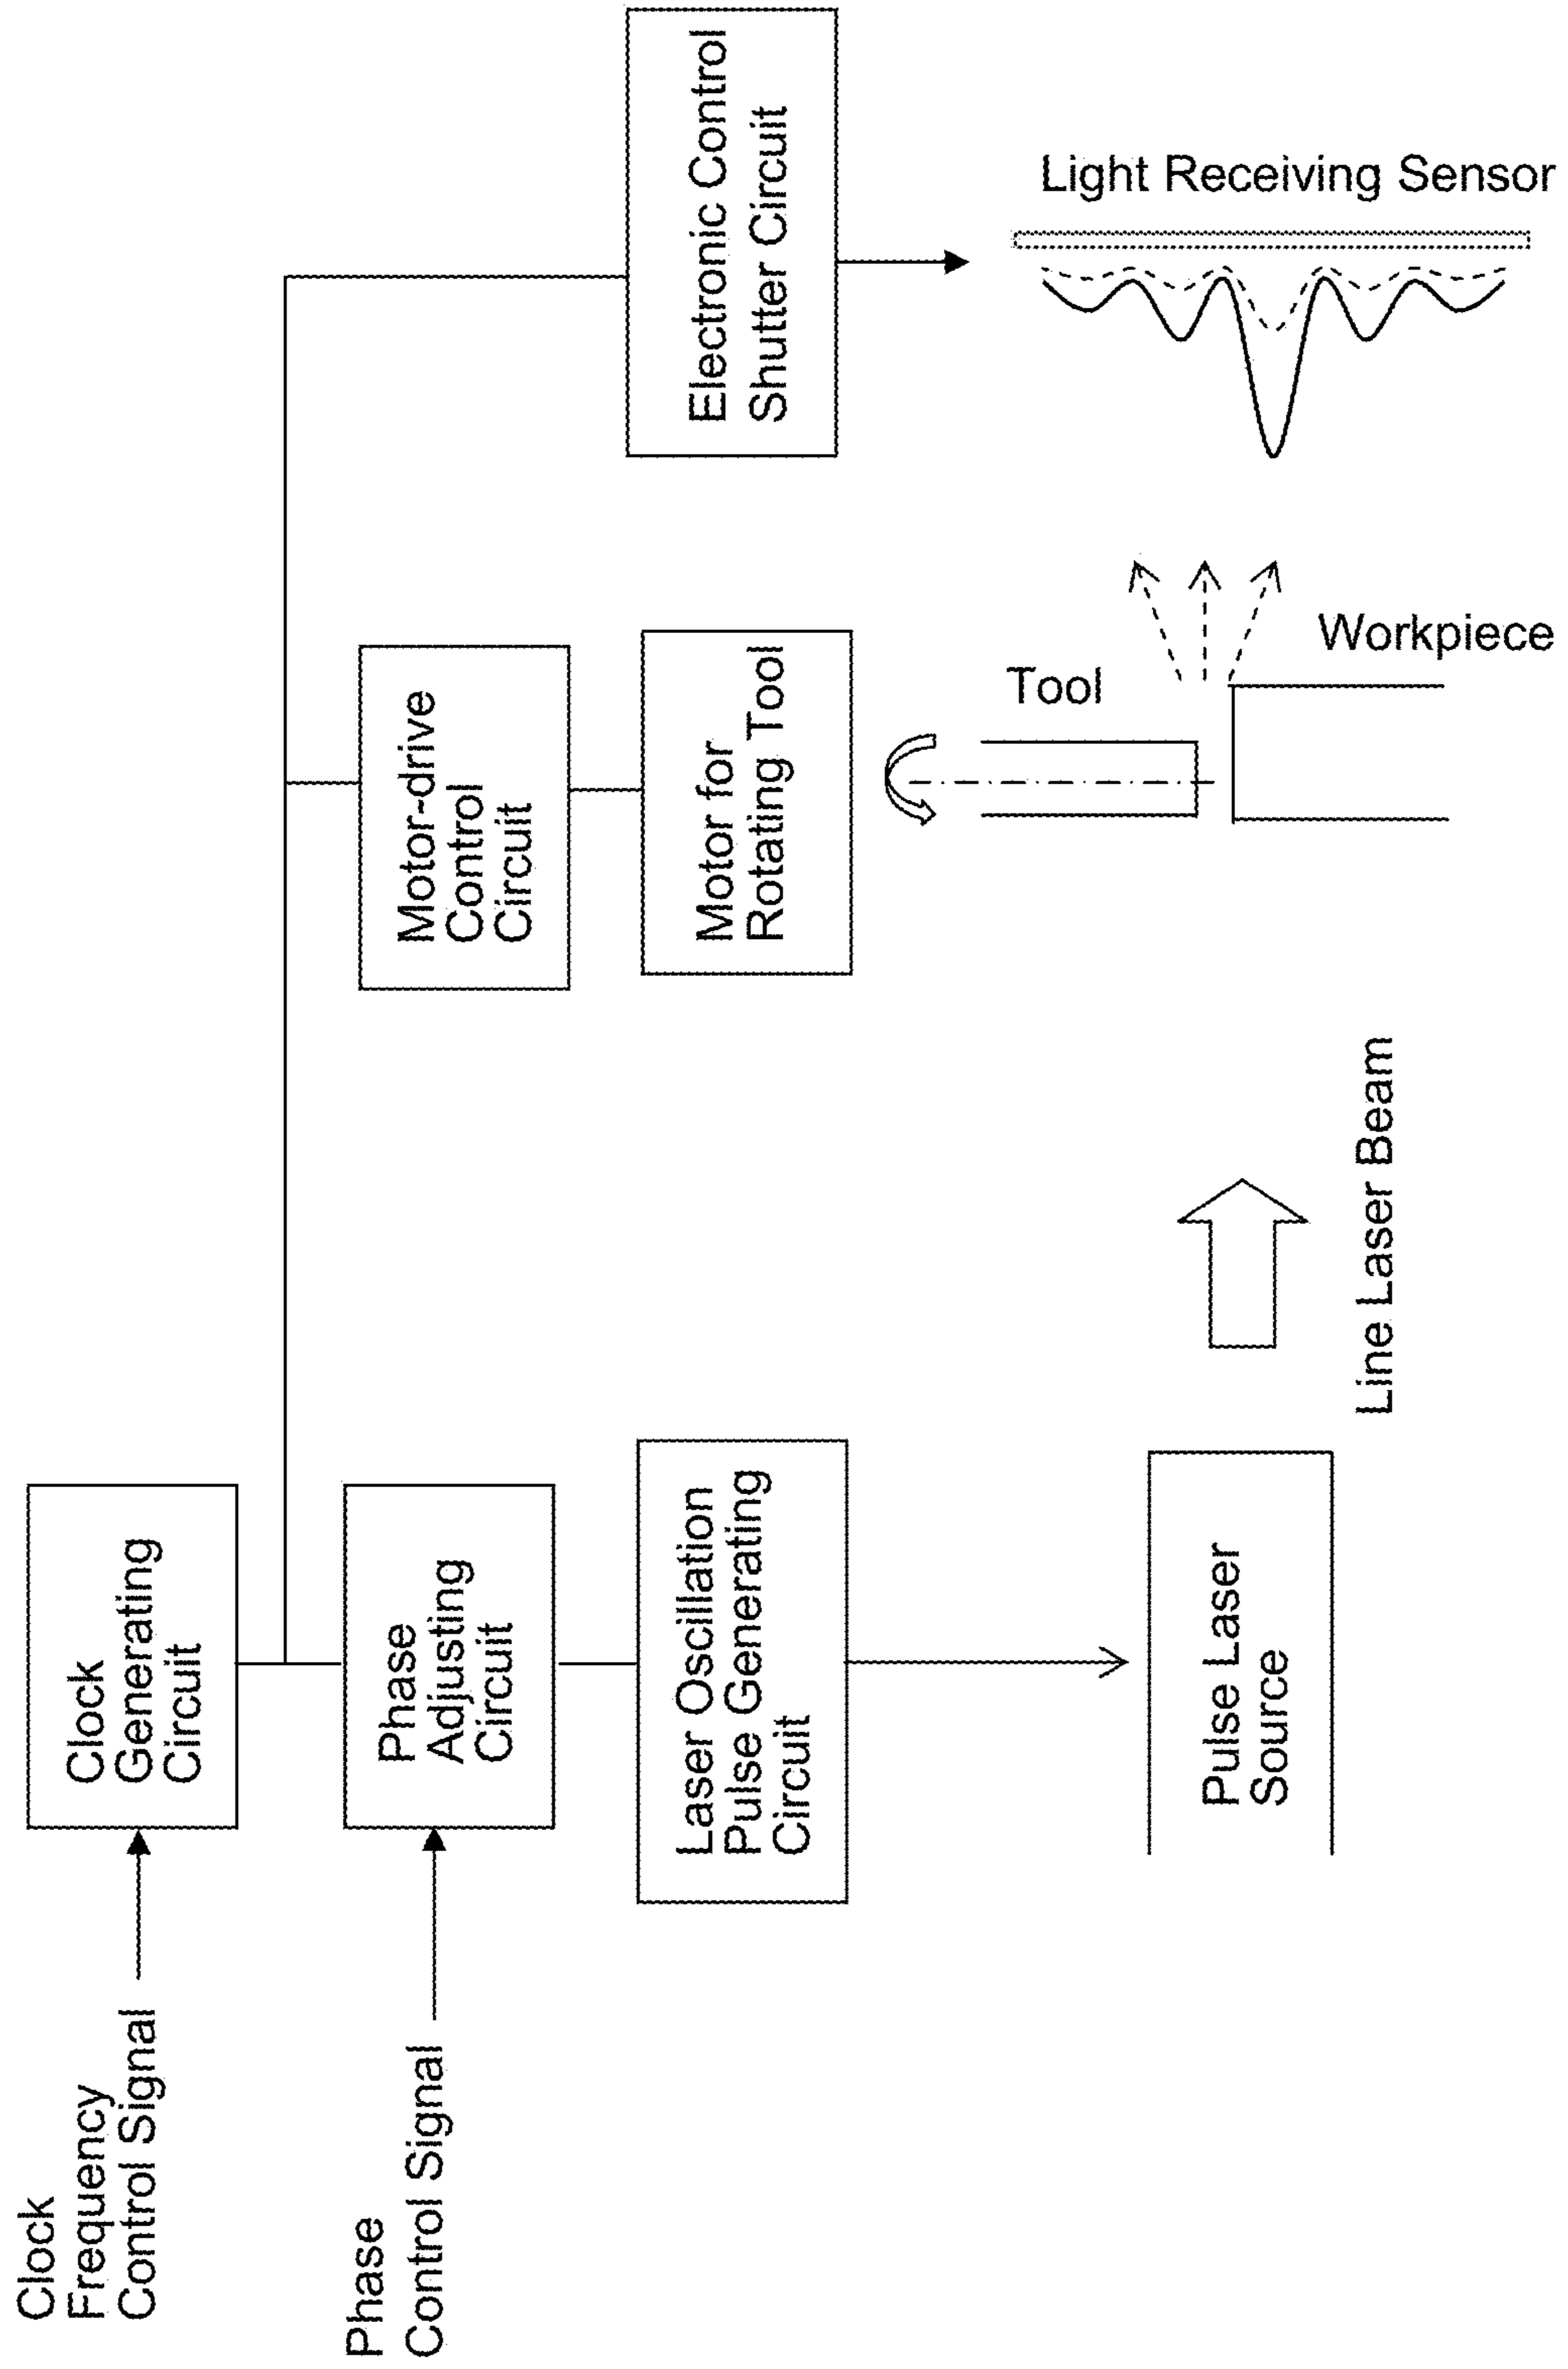 Clock
Frequency
Control Signal
Clock
Generating
Circuit
Phase
Control Signal
Phase
Adjusting
Circuit
Laser Oscillation
Pulse Generating
Circuit
Pulse Laser
Source
Line Laser Beam
Motor-drive
Control
Circuit
Motor for
Rotating Tool
Tool
Workpiece
Electronic Control
Shutter Circuit
Light Receiving Sensor